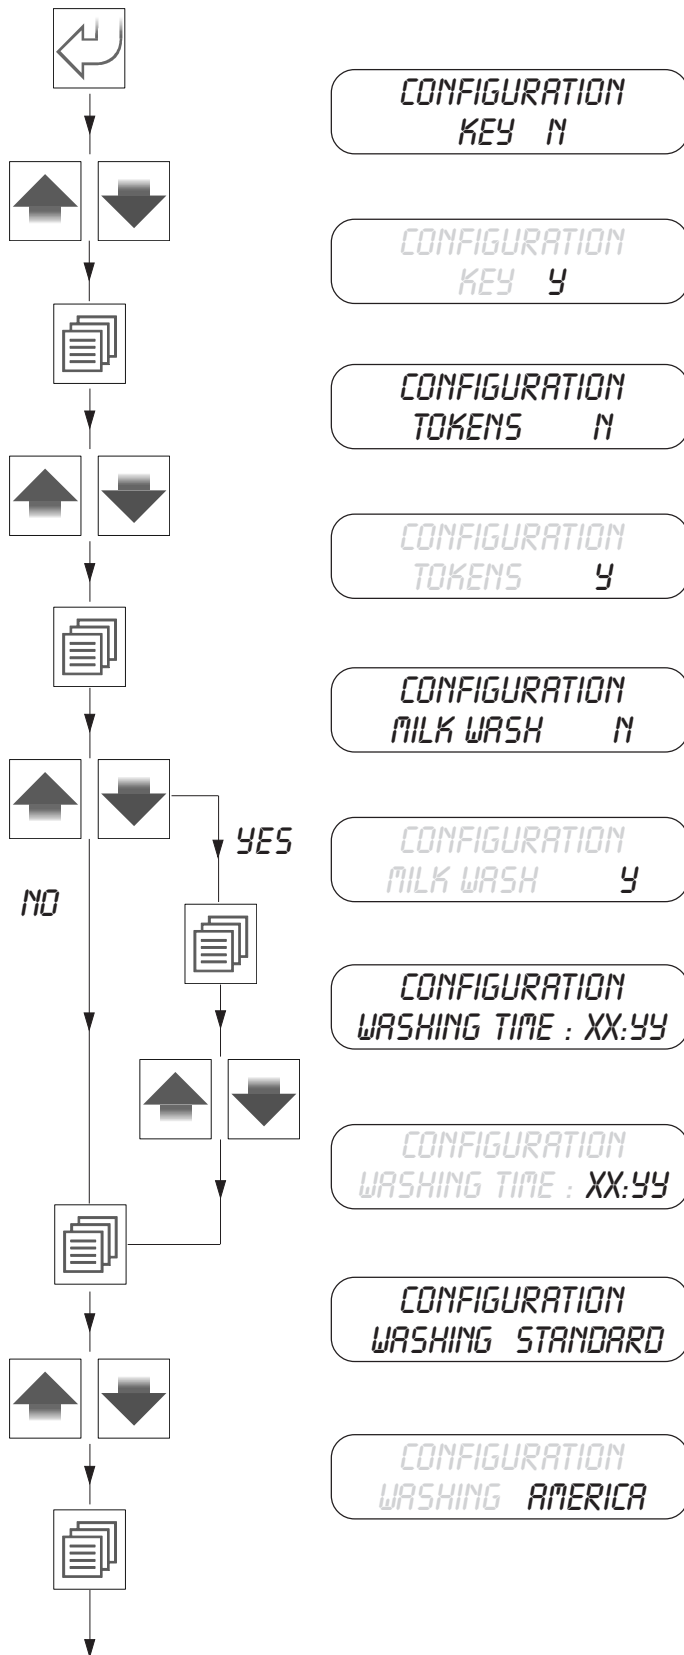 CONFIGURATION
KEY N
CONFIGURATION
KEY Y
CONFIGURATION
TOKENS N
CONFIGURATION
TOKENS Y
CONFIGURATION
MILK WASH N
YES
NO
CONFIGURATION
MILK WASH Y
CONFIGURATION
WASHING TIME : XX:YY
CONFIGURATION
WASHING TIME : XX:YY
CONFIGURATION
WASHING STANDARD
CONFIGURATION
WASHING AMERICA